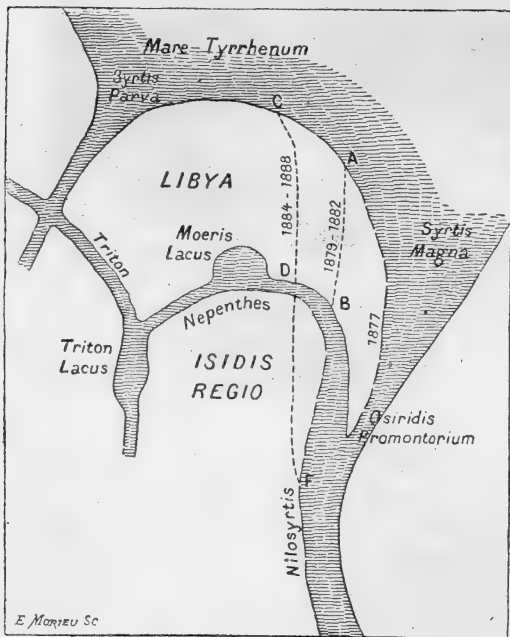 Mare-Tyrrhenum
Syrtis
Parva
C
A
LIBYA
1884-1888
1879-1882
Syrtis
Magna
Moeris
Lacus
Triton
D
B
Nepenthes
1877
Triton
Lacus
ISIDIS
REGIO
Osiridis
Promontorium
F
Nilosyrtis
E MORIEU SC